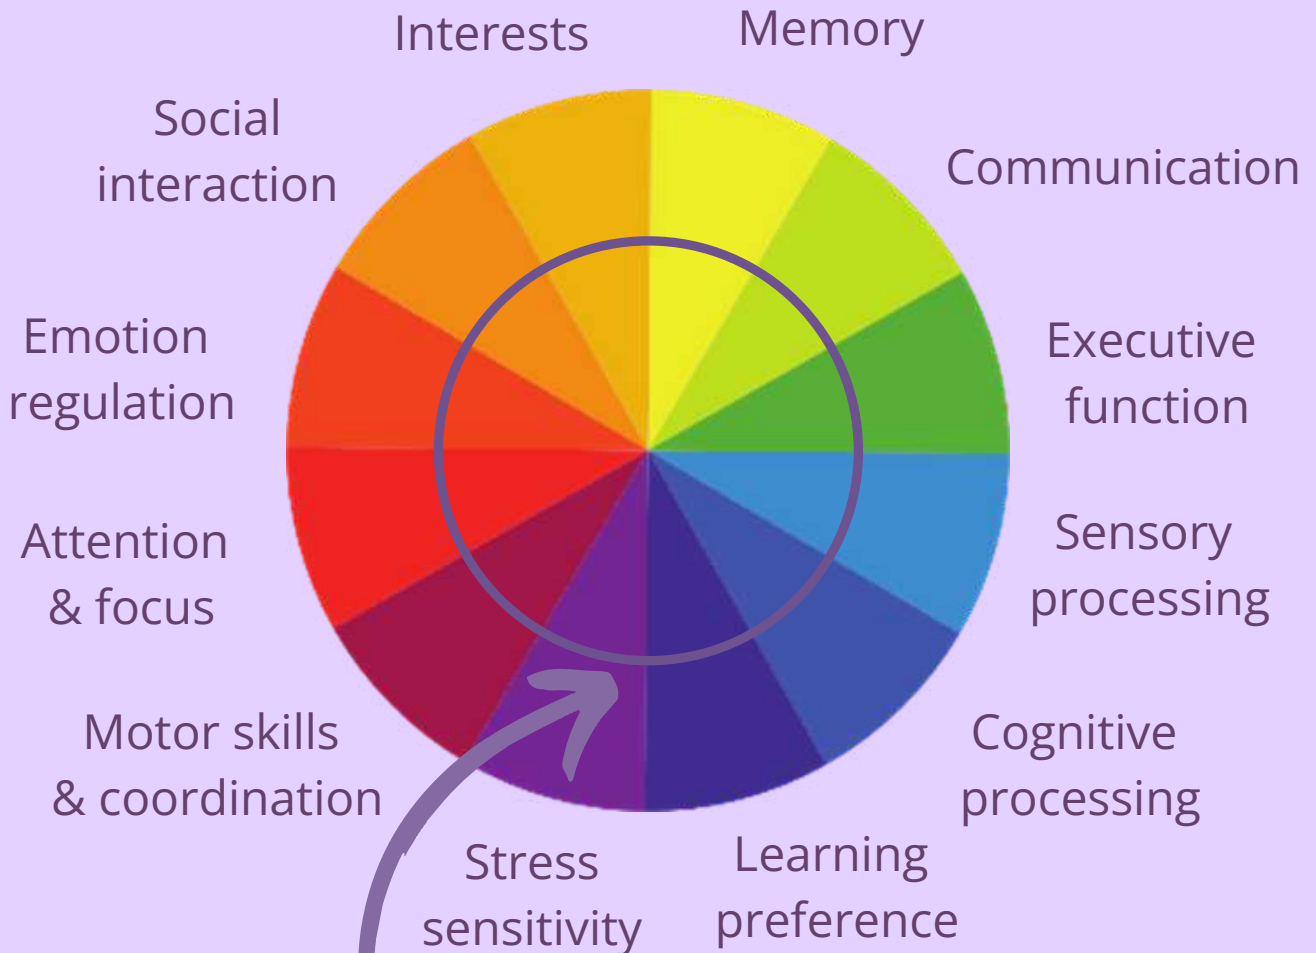 Interests
Memory
Social
interaction
Communication
Emotion
regulation
Executive
function
Attention
& focus
Sensory
processing
Motor skills
& coordination
Cognitive
processing
Stress
sensitivity
Learning
preference